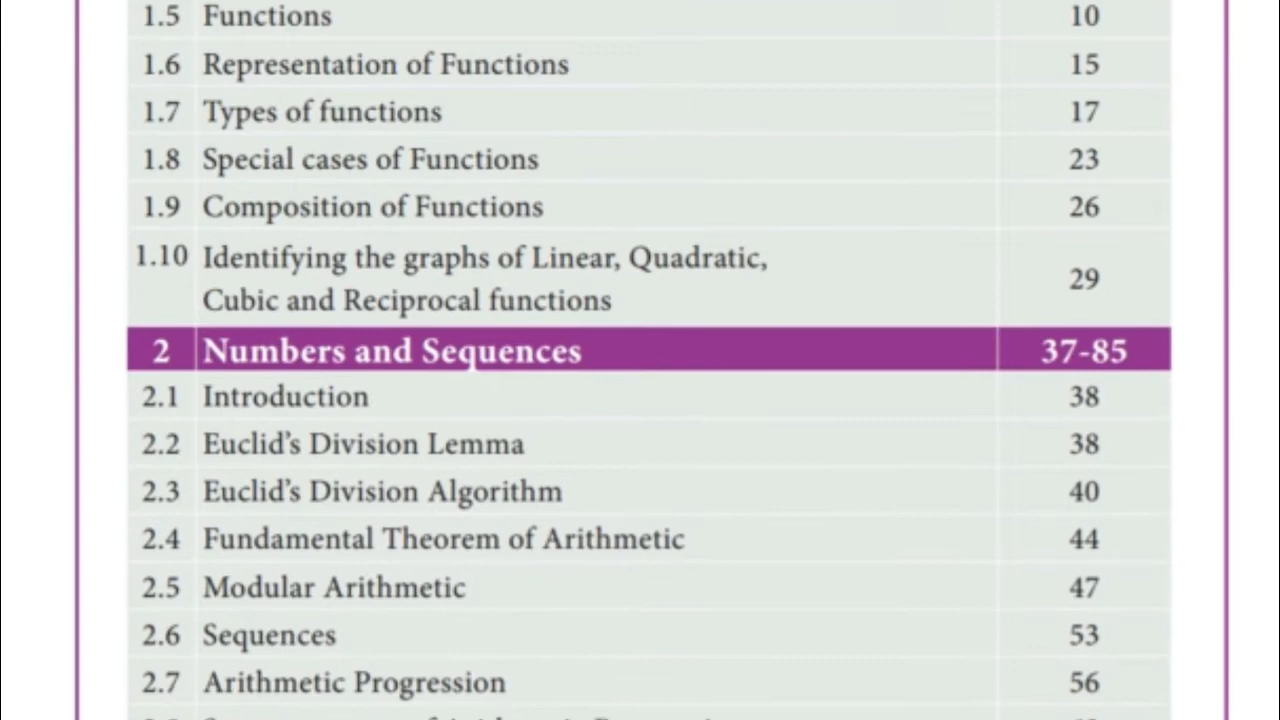 1.5 Functions 10
1.6 Representation of Functions 15
1.7 Types of functions 17
1.8 Special cases of Functions 23
1.9 Composition of Functions 26
1.10 Identifying the graphs of Linear, Quadratic,
Cubic and Reciprocal functions 29
2 Numbers and Sequences 37-85
2.1 Introduction 38
2.2 Euclid’s Division Lemma 38
2.3 Euclid’s Division Algorithm 40
2.4 Fundamental Theorem of Arithmetic 44
2.5 Modular Arithmetic 47
2.6 Sequences 53
2.7 Arithmetic Progression 56